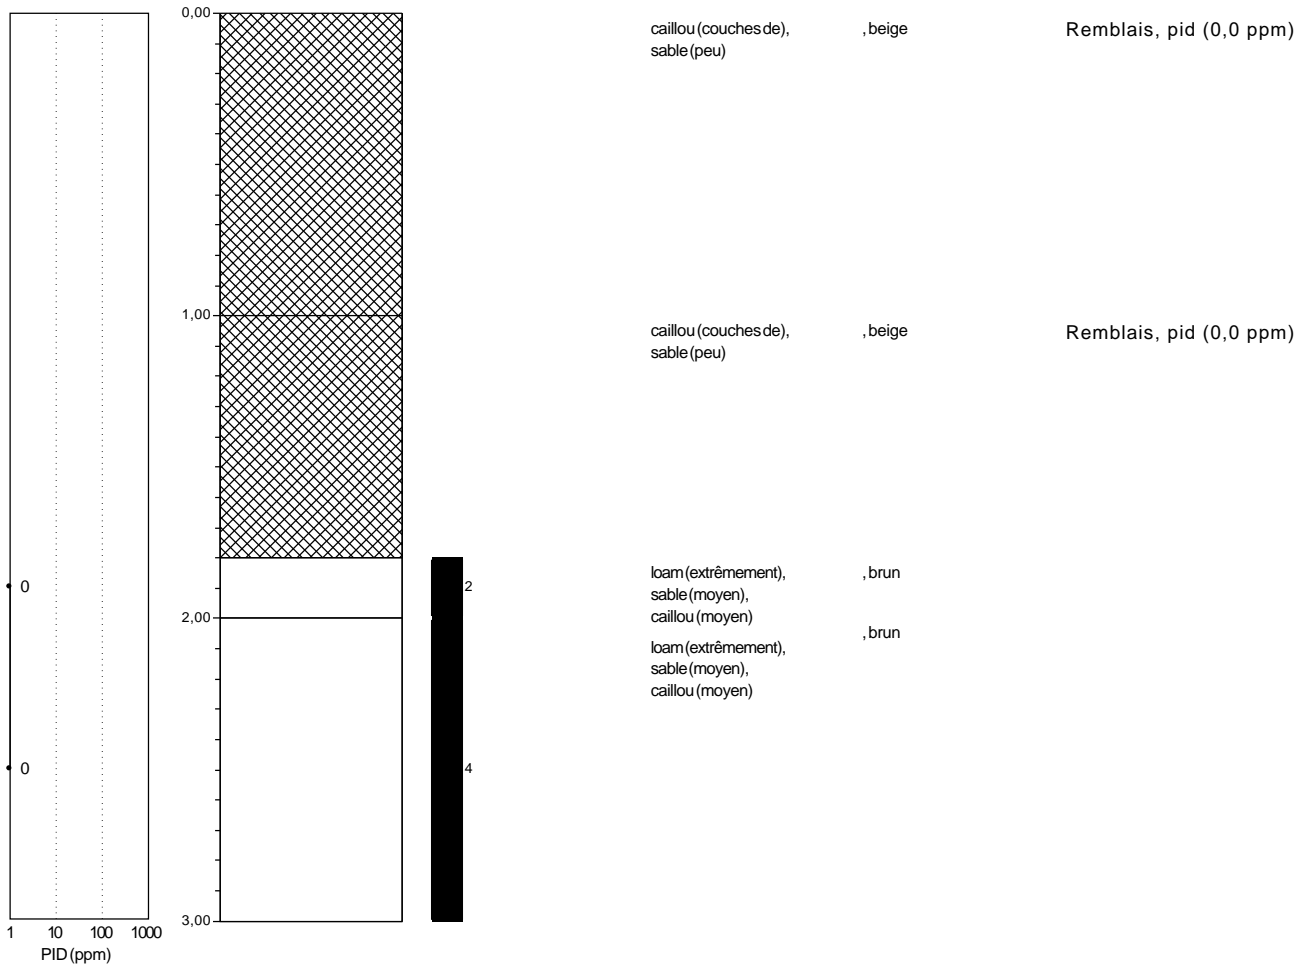 0,00
caillou (couches de), , beige Remblais, pid (0,0 ppm)
sable (peu)
1,00
caillou (couches de), , beige Remblais, pid (0,0 ppm)
sable (peu)
0 2 loam (extrêmement), , brun
sable (moyen),
2,00 caillou (moyen)
, brun
loam (extrêmement),
sable (moyen),
caillou (moyen)
0 4
3,00
1 10 100 1000
PID (ppm)